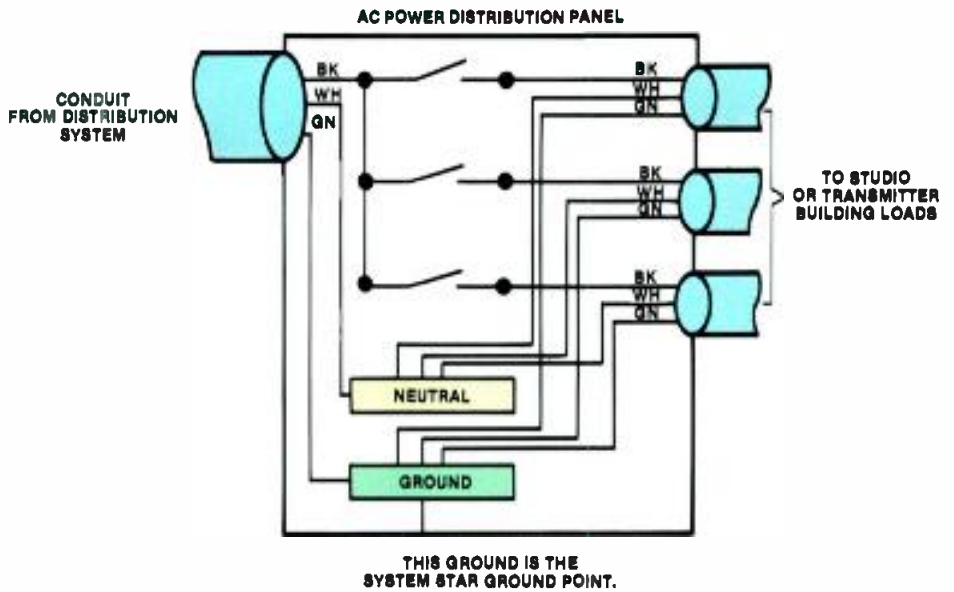 AC POWER DISTRIBUTION PANEL
CONDUIT
FROM DISTRIBUTION
SYSTEM
BK
WH
GN
BK
WH
GN
BK
WH
GN
BK
WH
GN
TO STUDIO
OR TRANSMITTER
BUILDING LOADS
NEUTRAL
GROUND
THIS GROUND IS THE
SYSTEM STAR GROUND POINT.